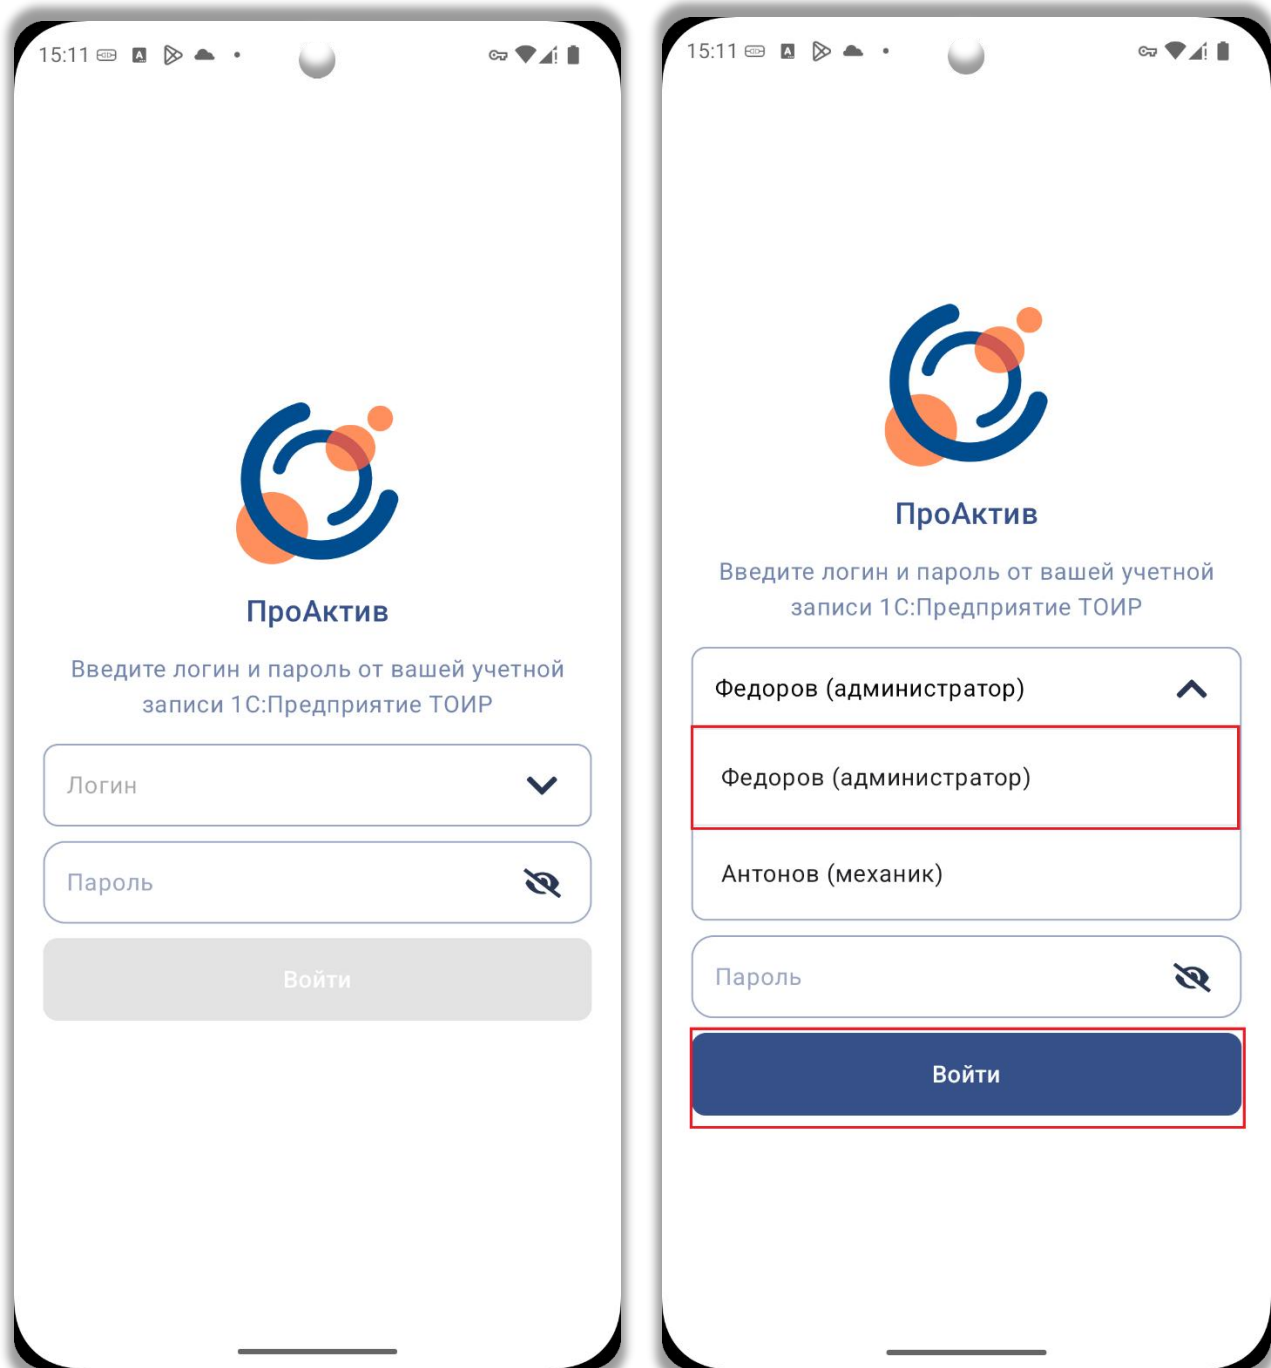 15:11
ПроАктив
Введите логин и пароль от вашей учетной
записи 1С:Предприятие ТОИР
Логин
Пароль
Войти
15:11
ПроАктив
Введите логин и пароль от вашей учетной
записи 1С:Предприятие ТОИР
Федоров (администратор)
Федоров (администратор)
Антонов (механик)
Пароль
Войти